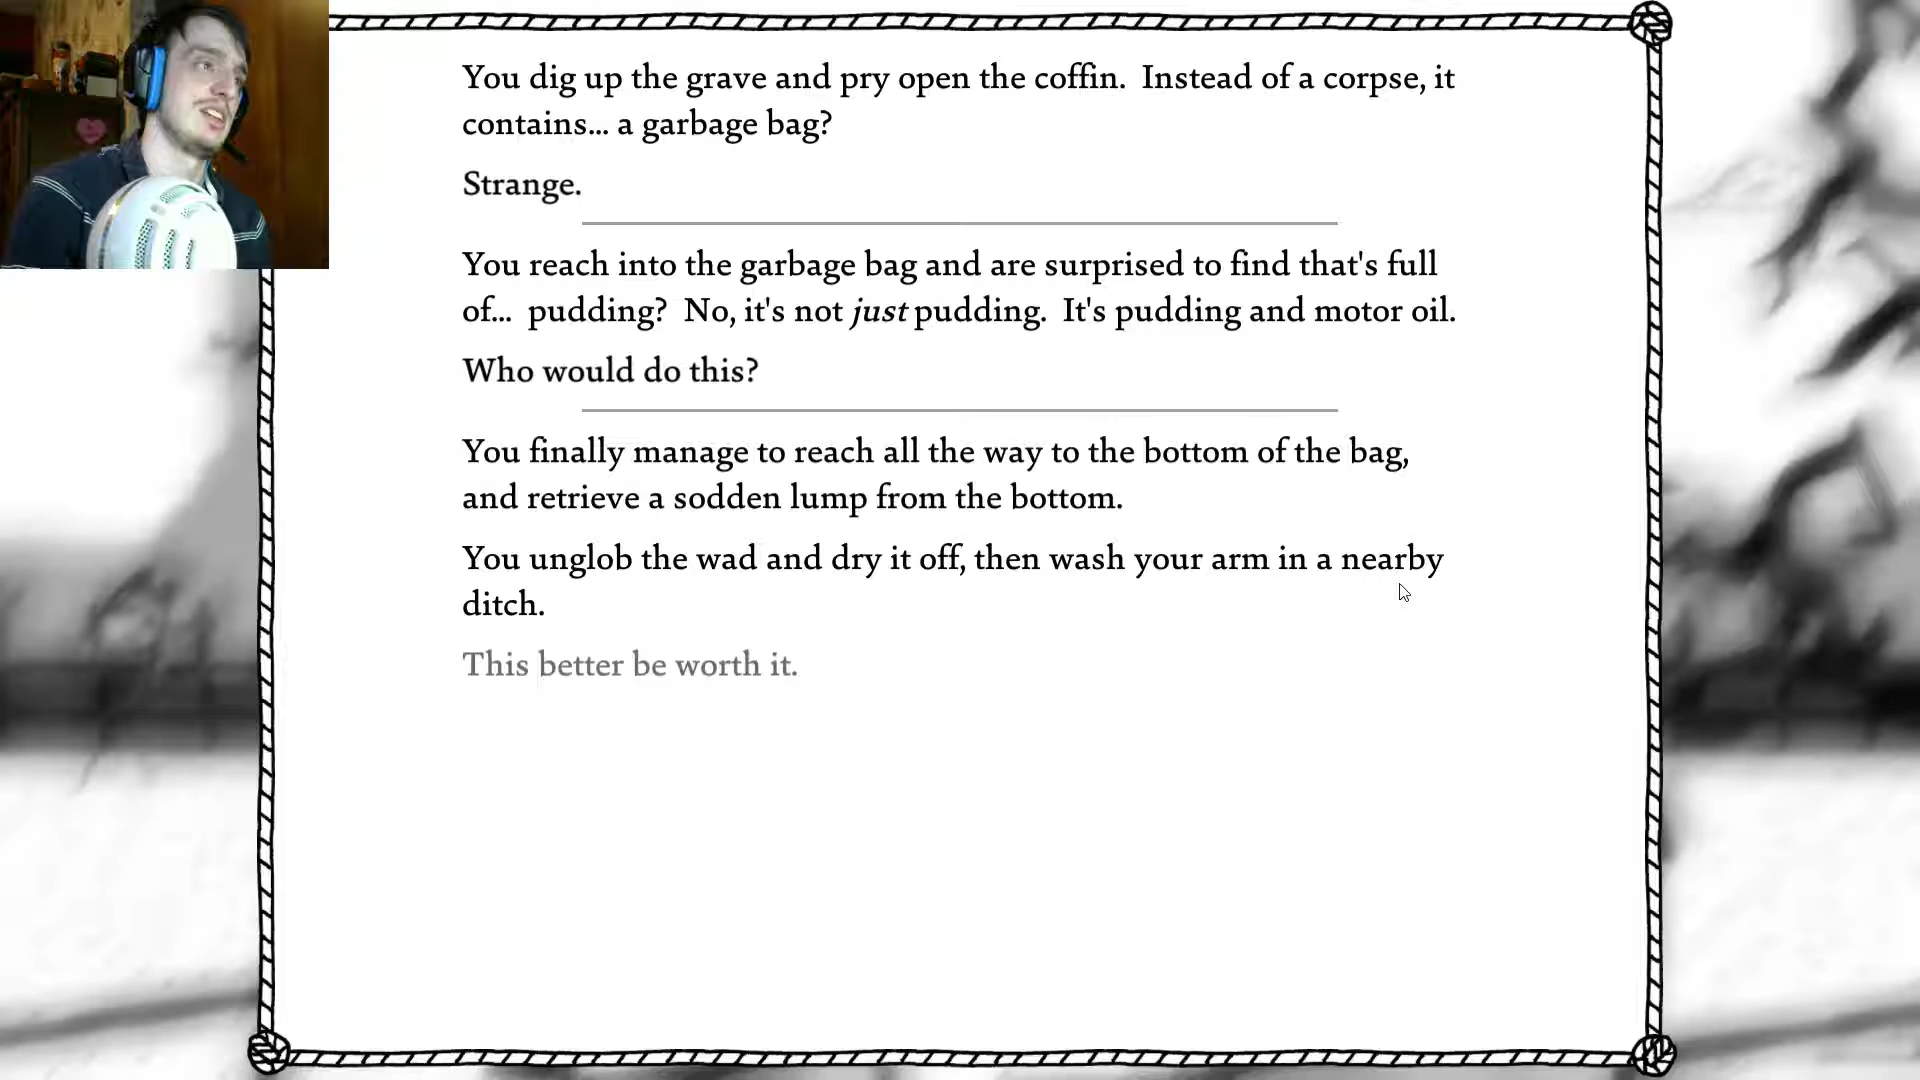 You dig up the grave and pry open the coffin. Instead of a corpse, it
contains... a garbage bag?
Strange.
You reach into the garbage bag and are surprised to find that's full
of... pudding? No, it's not just pudding. It's pudding and motor oil.
Who would do this?
You finally manage to reach all the way to the bottom of the bag,
and retrieve a sodden lump from the bottom.
You unglob the wad and dry it off, then wash your arm in a nearby
ditch.
This better be worth it.